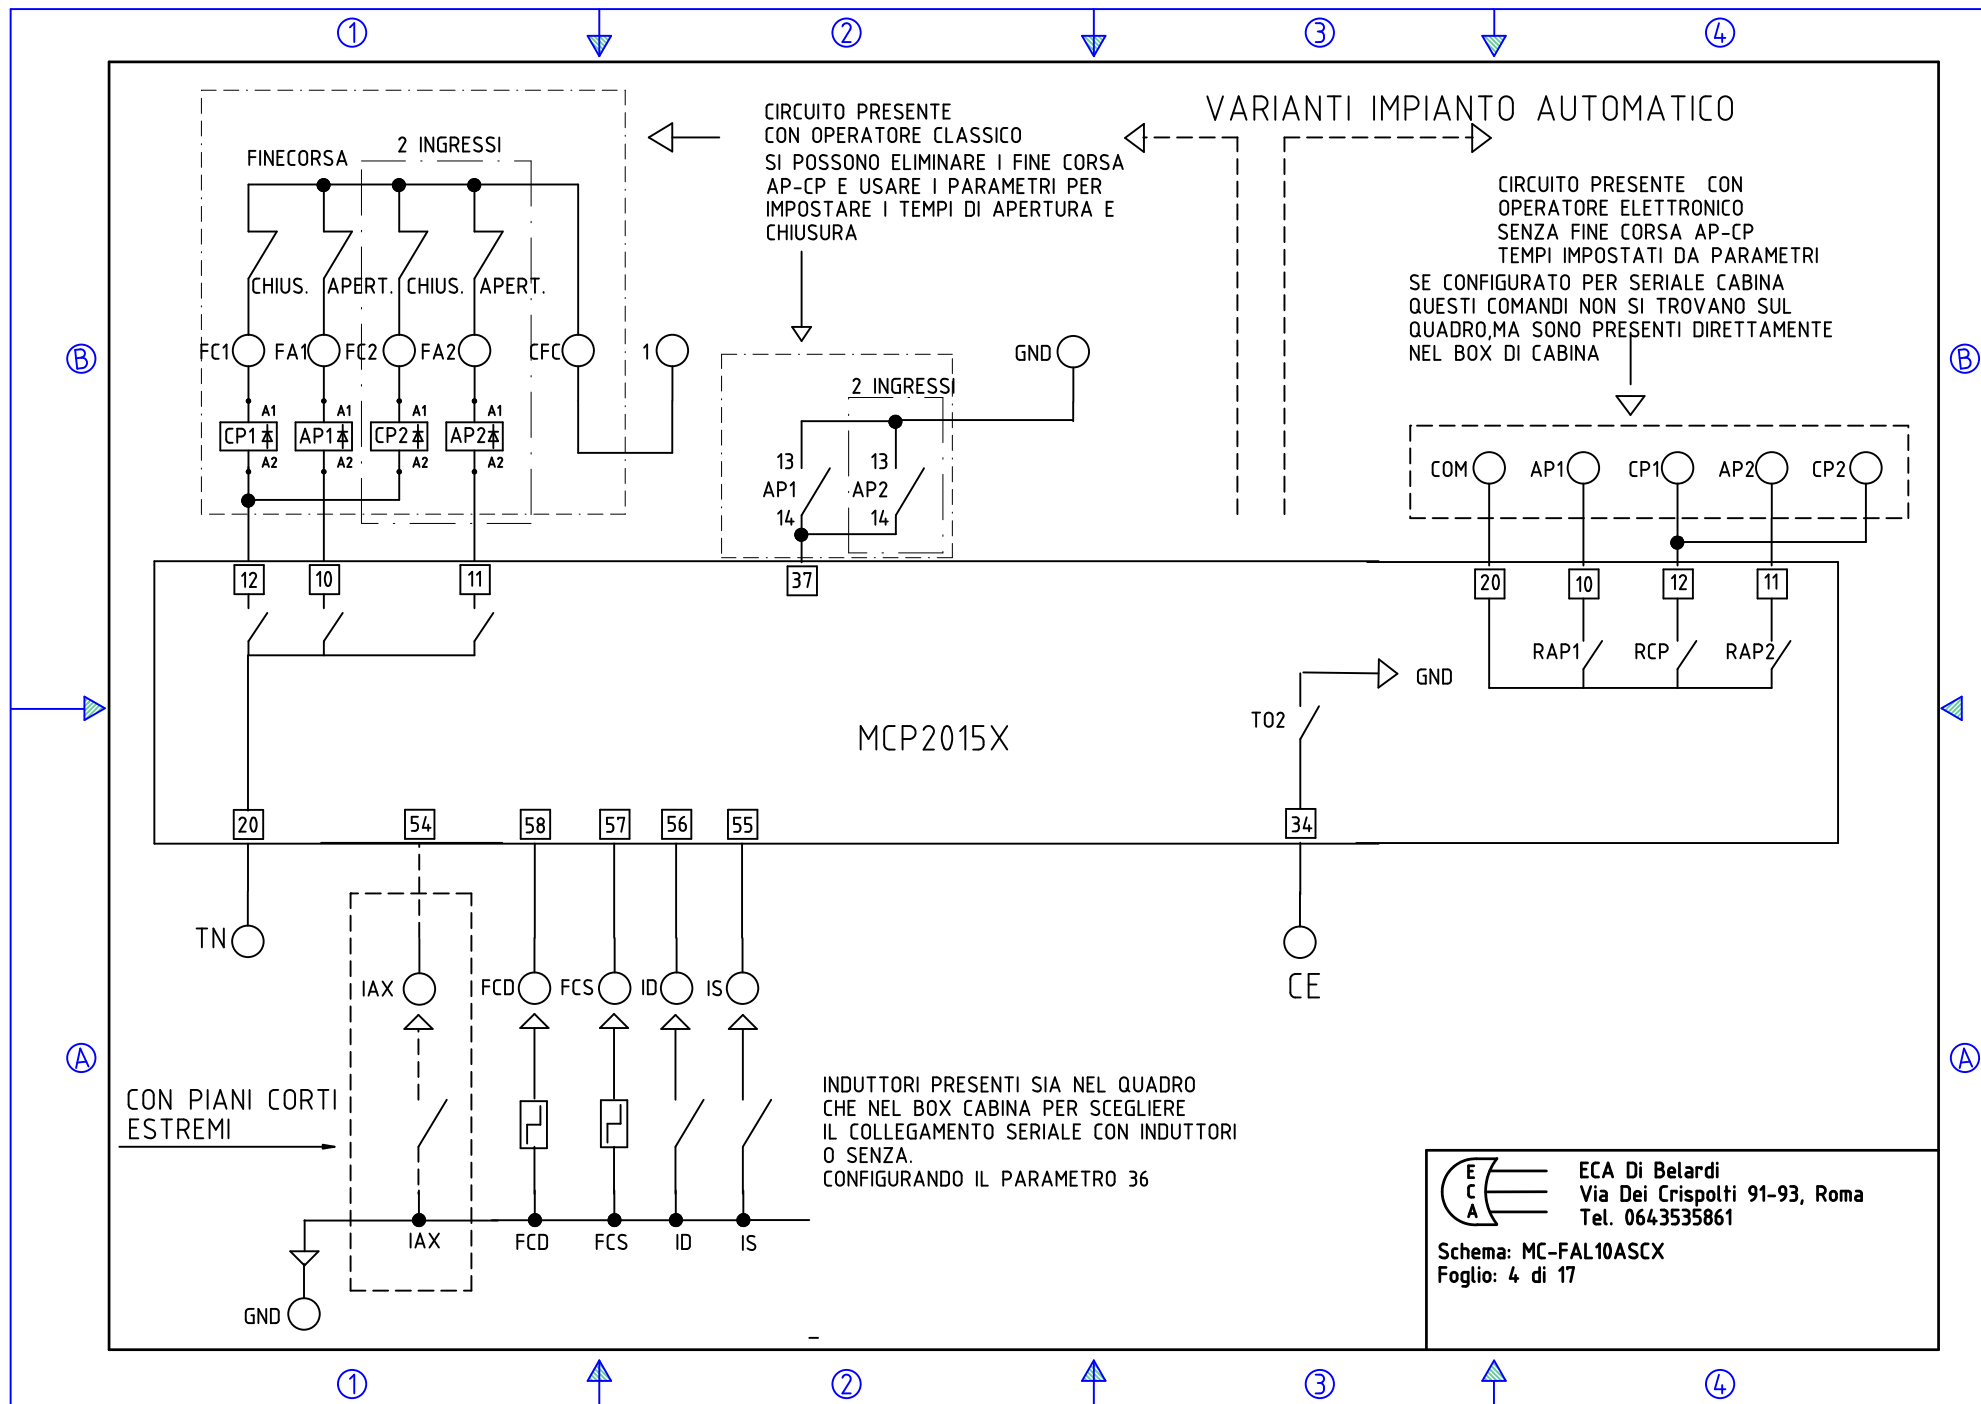 1 2 3 4
VARIANTI IMPIANTO AUTOMATICO
CIRCUITO PRESENTE
CON OPERATORE CLASSICO
SI POSSONO ELIMINARE I FINE CORSA
AP-CP E USARE I PARAMETRI PER
IMPOSTARE I TEMPI DI APERTURA E
CHIUSURA
2 INGRESSI
FINECORSA
CHIUS. APERT. CHIUS. APERT.
CIRCUITO PRESENTE CON
OPERATORE ELETTRONICO
SENZA FINE CORSA AP-CP
TEMPI IMPOSTATI DA PARAMETRI
SE CONFIGURATO PER SERIALE CABINA
QUESTI COMANDI NON SI TROVANO SUL
QUADRO,MA SONO PRESENTI DIRETTAMENTE
NEL BOX DI CABINA
B B
FC1 FA1 FC2 FA2 CFC 1 GND
2 INGRESSI
A1 A1 A1 A1
CP1 AP1 CP2 AP2
A2 A2 A2 A2
13 13
AP1 AP2
14 14
COM AP1 CP1 AP2 CP2
12 10 11 37 20 10 12 11
RAP1 RCP RAP2
GND
TO2
MCP2015X
20 54 58 57 56 55 34
TN
CE
IAX FCD FCS ID IS
A A
CON PIANI CORTI
ESTREMI
INDUTTORI PRESENTI SIA NEL QUADRO
CHE NEL BOX CABINA PER SCEGLIERE
IL COLLEGAMENTO SERIALE CON INDUTTORI
O SENZA.
CONFIGURANDO IL PARAMETRO 36
IAX FCD FCS ID IS
GND
E
C
A
ECA Di Belardi
Via Dei Crispolti 91-93, Roma
Tel. 0643535861
Schema: MC-FAL10ASCX
Foglio: 4 di 17
1 2 3 4